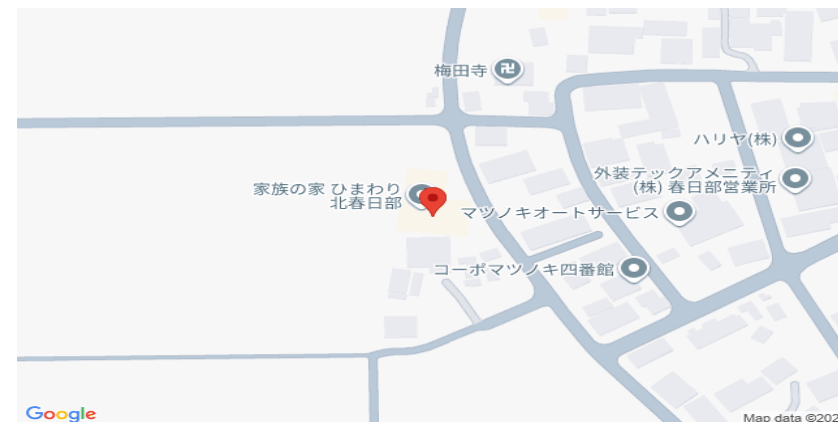 梅田寺
ハリヤ(株)
外装テックアメニティ
(株) 春日部営業所
家族の家 ひまわり
北春日部
マツノキオートサービス
コーポマツノキ四番館
Google
Map data ©202